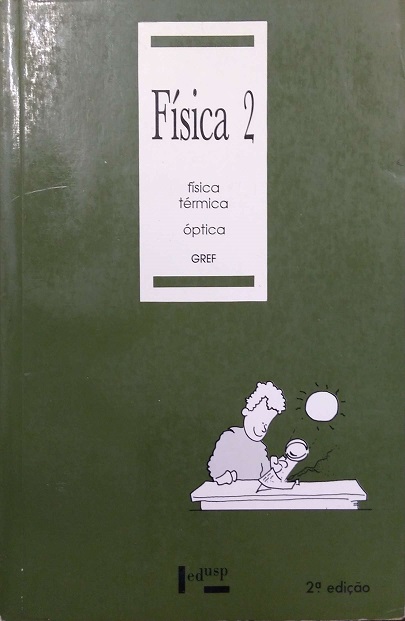 Física 2
física
térmica
óptica
GREF
edusp
2ª edição